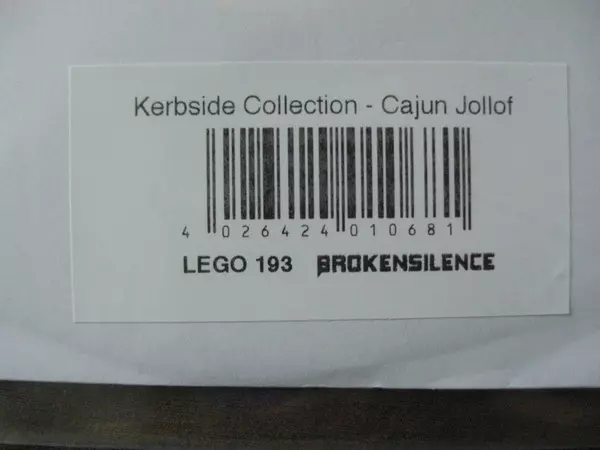 Kerbside Collection - Cajun Jollof
4 026424 010681
LEGO 193 BROKENSILENCE